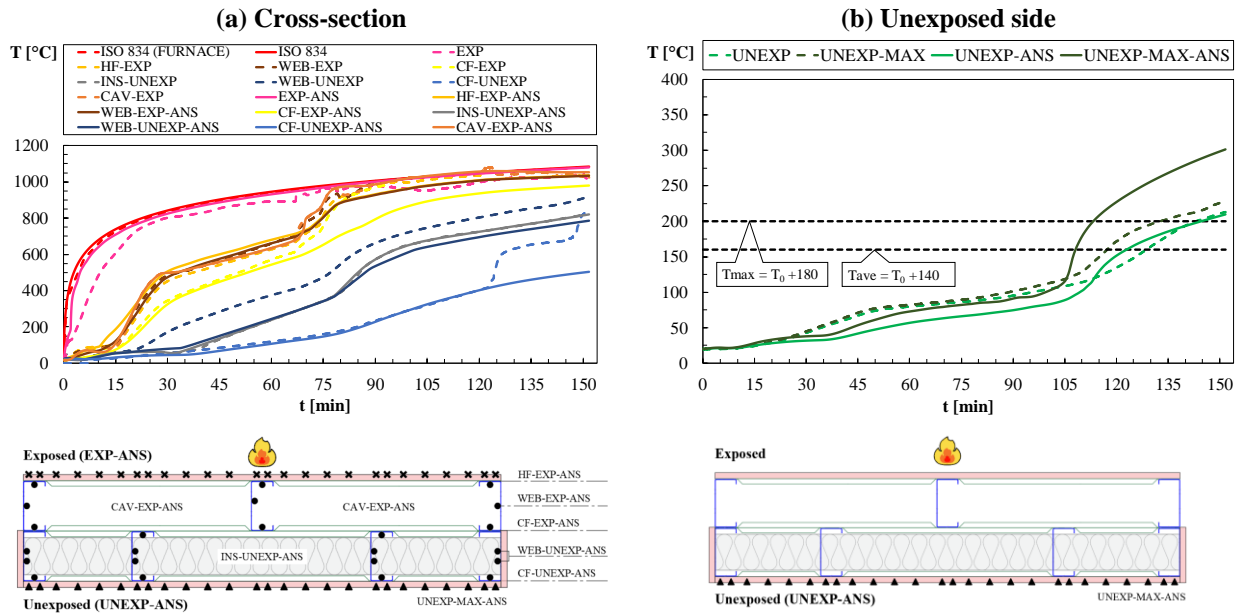 (a) Cross-section
T [°C]
ISO 834 (FURNACE) ISO 834 EXP
HF-EXP WEB-EXP CF-EXP
INS-UNEXP WEB-UNEXP CF-UNEXP
CAV-EXP EXP-ANS HF-EXP-ANS
WEB-EXP-ANS CF-EXP-ANS INS-UNEXP-ANS
WEB-UNEXP-ANS CF-UNEXP-ANS CAV-EXP-ANS
1200
1000
800
600
400
200
0
0 15 30 45 60 75 90 105 120 135 150
t [min]
Exposed (EXP-ANS)
HF-EXP-ANS
CAV-EXP-ANS CAV-EXP-ANS WEB-EXP-ANS
CF-EXP-ANS
INS-UNEXP-ANS WEB-UNEXP-ANS
CF-UNEXP-ANS
Unexposed (UNEXP-ANS) UNEXP-MAX-ANS
(b) Unexposed side
T [°C]
UNEXP UNEXP-MAX UNEXP-ANS UNEXP-MAX-ANS
400
350
300
250
200
150
100
50
0
Tmax = T0 +180 Tave = T0 +140
0 15 30 45 60 75 90 105 120 135 150
t [min]
Exposed
Unexposed (UNEXP-ANS) UNEXP-MAX-ANS